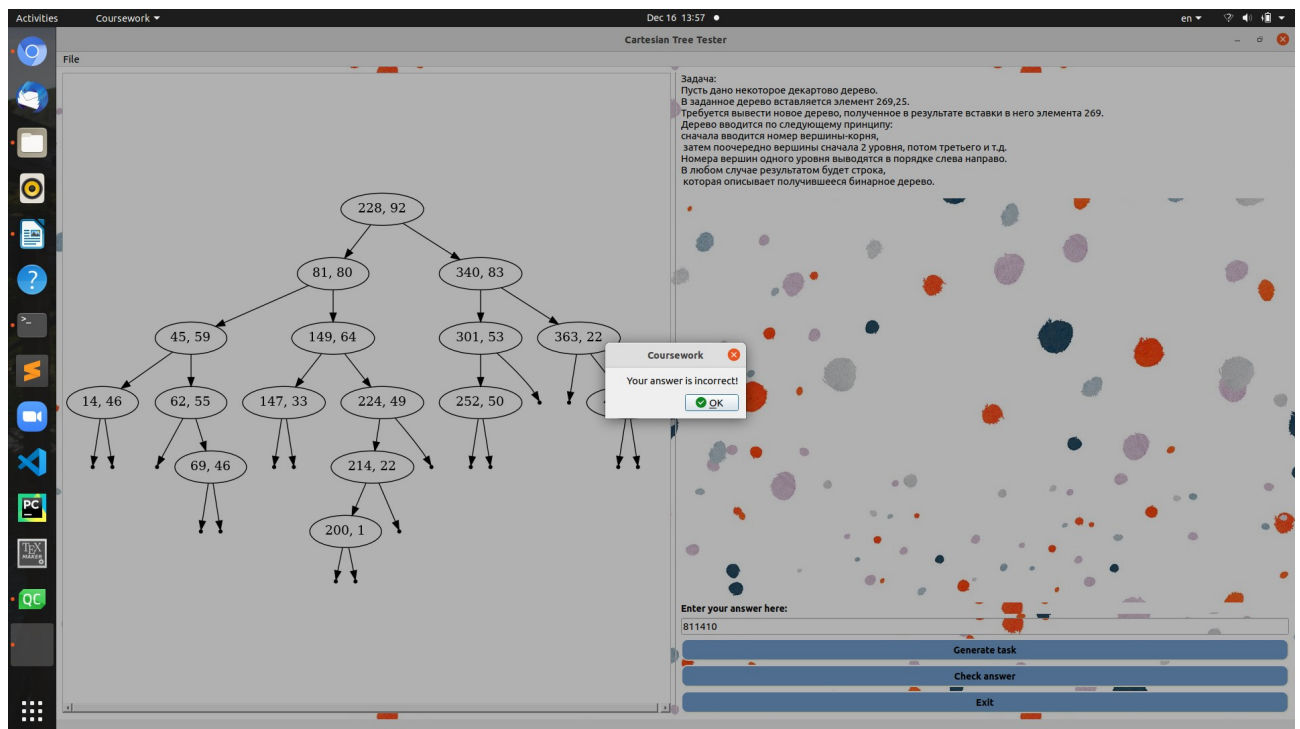 Activities Coursework Dec 16 13:57 en
Cartesian Tree Tester
File
Задача:
Пусть дано некоторое декартово дерево.
В заданное дерево вставляется элемент 269,25.
Требуется вывести новое дерево, полученное в результате вставки в него элемента 269.
Дерево вводится по следующему принципу:
сначала вводится номер вершины-корня,
затем поочередно вершины сначала 2 уровня, потом третьего и т.д.
Номера вершин одного уровня выводятся в порядке слева направо.
В любом случае результатом будет строка,
которая описывает получившееся бинарное дерево.
228, 92
81, 80 340, 83
45, 59 149, 64 301, 53 363, 22
14, 46 62, 55 147, 33 224, 49 252, 50
69, 46 214, 22
200, 1
Coursework
Your answer is incorrect!
OK
Enter your answer here:
811410
Generate task
Check answer
Exit
PC
TEX
MAKER
QC